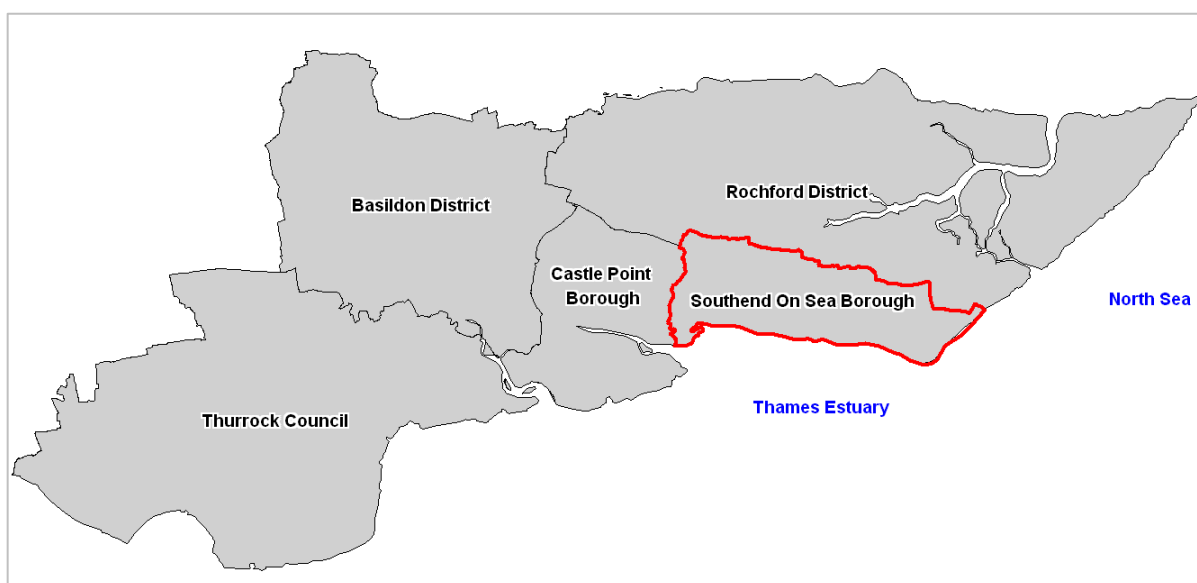 Rochford District
Basildon District
Castle Point
Borough
Southend On Sea Borough
North Sea
Thames Estuary
Thurrock Council